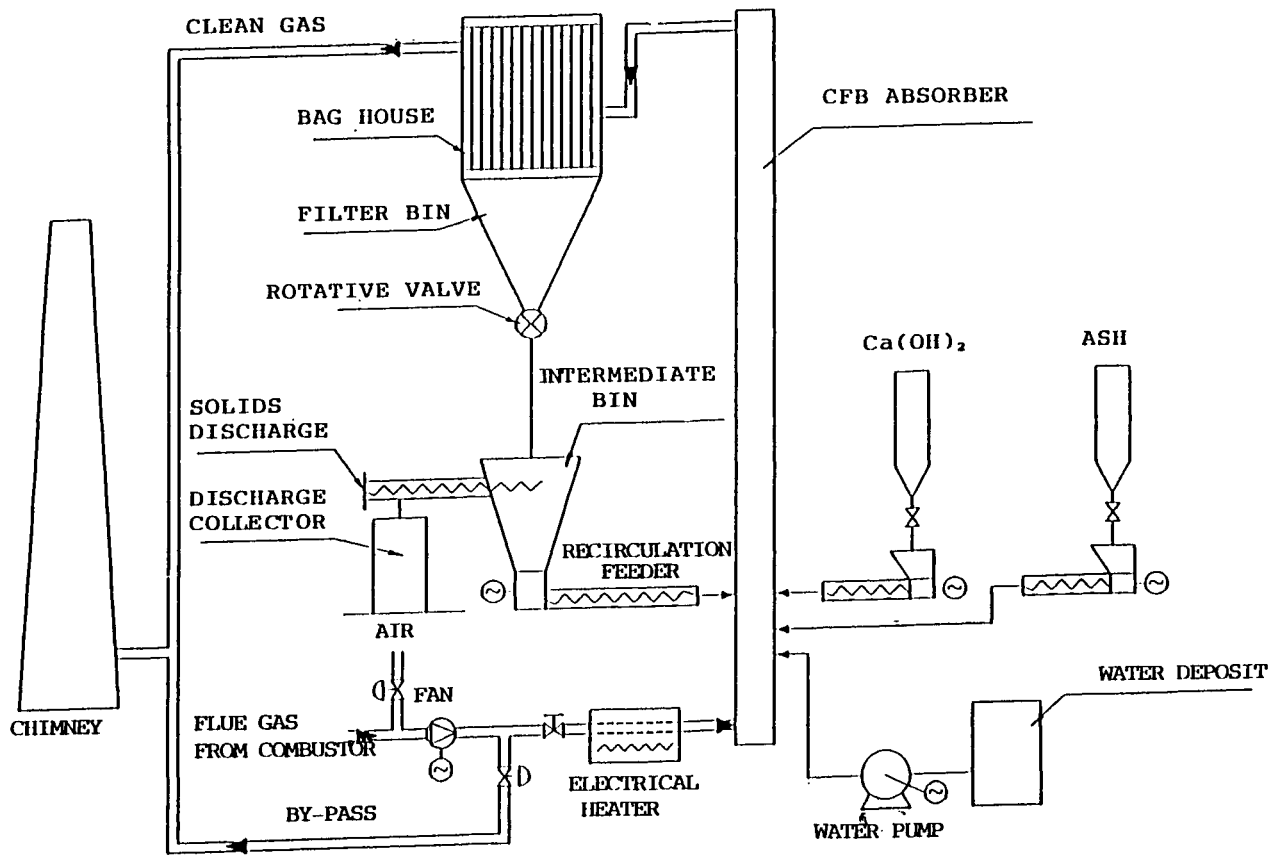 CLEAN GAS
BAG HOUSE
CFB ABSORBER
FILTER BIN
ROTATIVE VALVE
Ca(OH)₂
ASH
INTERMEDIATE
BIN
SOLIDS
DISCHARGE
DISCHARGE
COLLECTOR
RECIRCULATION
FEEDER
AIR
FAN
WATER DEPOSIT
CHIMNEY
FLUE GAS
FROM COMBUSTOR
ELECTRICAL
HEATER
BY-PASS
WATER PUMP